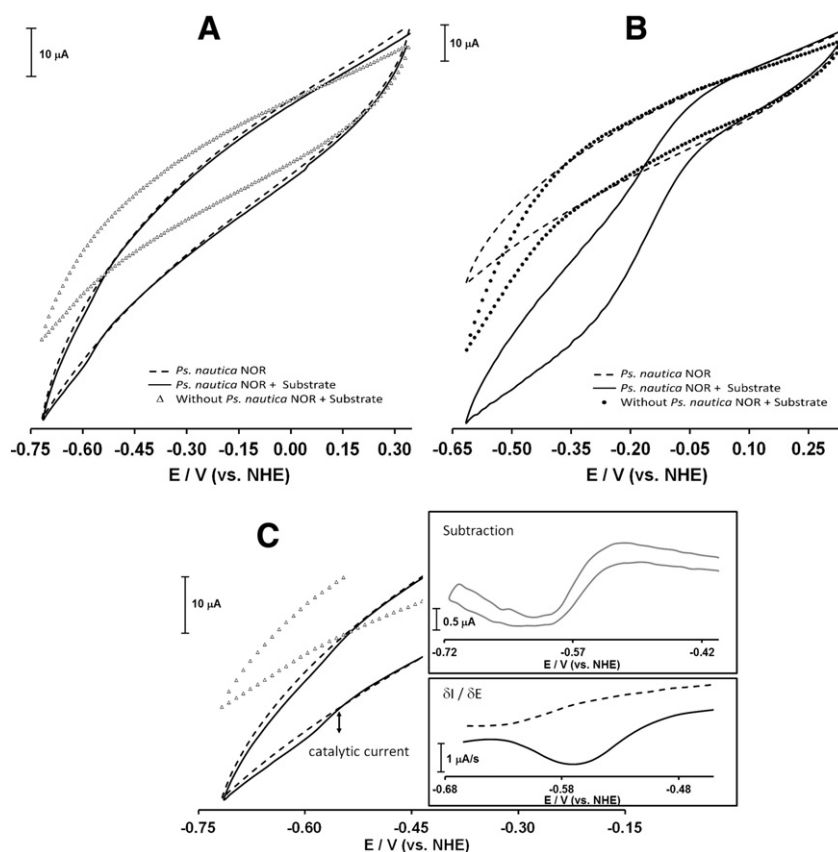 A
10 µA
Ps. nautica NOR
Ps. nautica NOR + Substrate
Without Ps. nautica NOR + Substrate
-0.75 -0.60 -0.45 -0.30 -0.15 0.00 0.15 0.30
E / V (vs. NHE)
B
10 µA
Ps. nautica NOR
Ps. nautica NOR + Substrate
Without Ps. nautica NOR + Substrate
-0.65 -0.50 -0.35 -0.20 -0.05 0.10 0.25
E / V (vs. NHE)
C
10 µA
catalytic current
-0.75 -0.60 -0.45 -0.30 -0.15
E / V (vs. NHE)
Subtraction
0.5 µA
-0.72 -0.57 -0.42
E / V (vs. NHE)
δI / δE
1 µA/s
-0.68 -0.58 -0.48
E / V (vs. NHE)